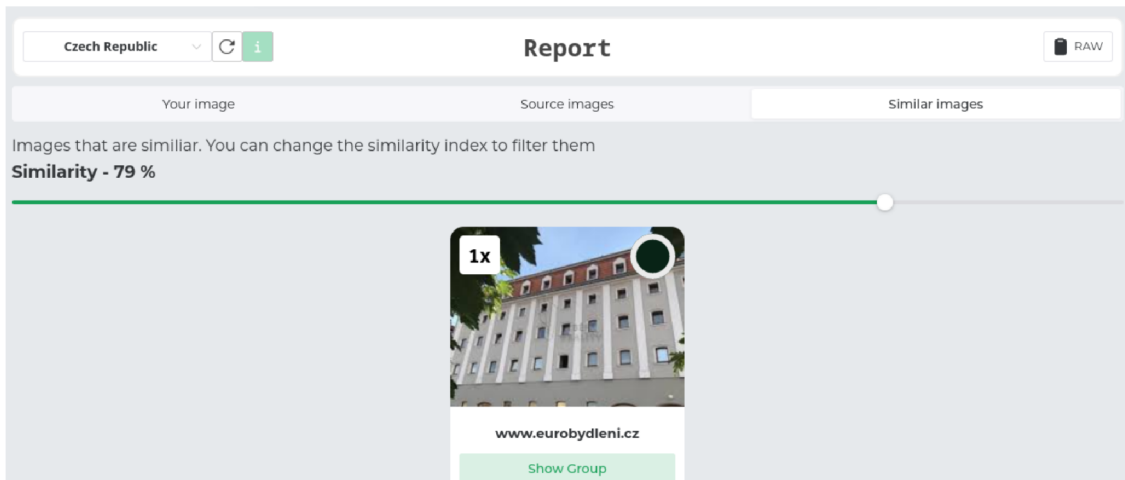 Czech Republic
i
Report
RAW
Your image
Source images
Similar images
Images that are similiar. You can change the similarity index to filter them
Similarity - 79 %
1x
www.eurobydleni.cz
Show Group